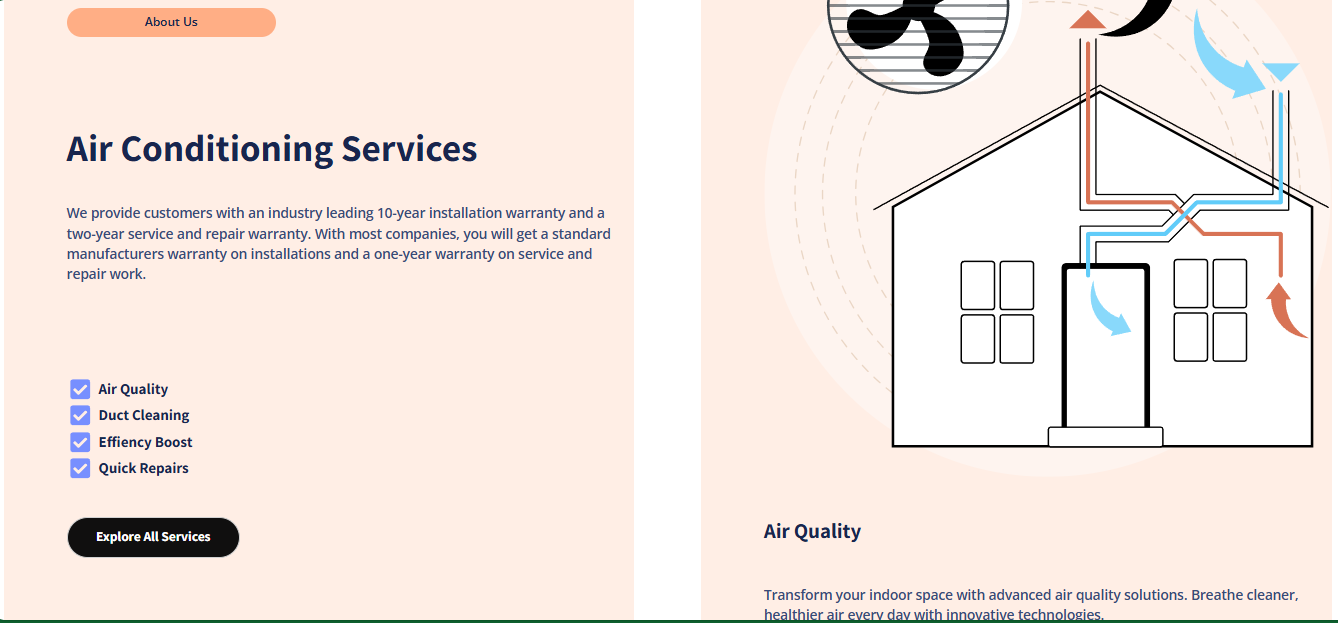 About Us
Air Conditioning Services
We provide customers with an industry leading 10-year installation warranty and a
two-year service and repair warranty. With most companies, you will get a standard
manufacturers warranty on installations and a one-year warranty on service and
repair work.
Air Quality
Duct Cleaning
Effiency Boost
Quick Repairs
Explore All Services
Air Quality
Transform your indoor space with advanced air quality solutions. Breathe cleaner,
healthier air every day with innovative technologies.